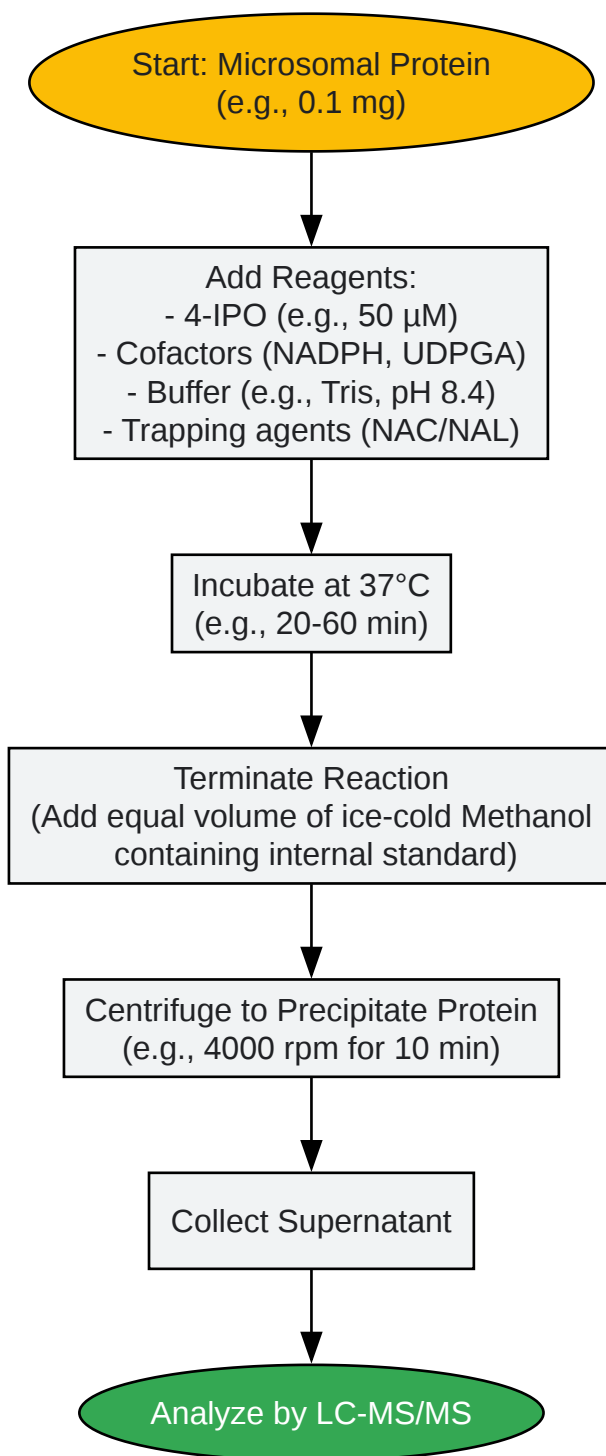 Start: Microsomal Protein
(e.g., 0.1 mg)
Add Reagents:
- 4-IPO (e.g., 50 µM)
- Cofactors (NADPH, UDPGA)
- Buffer (e.g., Tris, pH 8.4)
- Trapping agents (NAC/NAL)
Incubate at 37°C
(e.g., 20-60 min)
Terminate Reaction
(Add equal volume of ice-cold Methanol
containing internal standard)
Centrifuge to Precipitate Protein
(e.g., 4000 rpm for 10 min)
Collect Supernatant
Analyze by LC-MS/MS